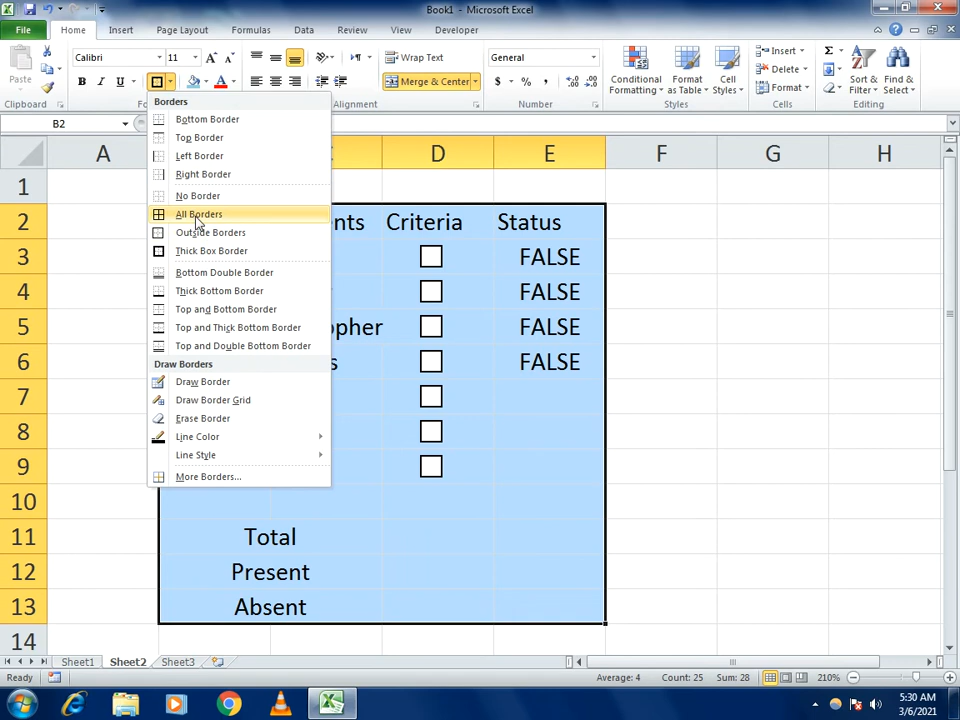 Book1 - Microsoft Excel
File Home Insert Page Layout Formulas Data Review View Developer
Paste
Calibri 11 A A
B I A
Wrap Text
Merge & Center
General
$ % ,
.0 .00
.00 .0
Conditional Formatting
Format as Table
Cell Styles
Insert
Delete
Format
Σ
Sort & Filter
Find & Select
Clipboard Alignment Number Styles Cells Editing
B2
Borders
Bottom Border
Top Border
Left Border
Right Border
No Border
All Borders
Outside Borders
Thick Box Border
Bottom Double Border
Thick Bottom Border
Top and Bottom Border
Top and Thick Bottom Border
Top and Double Bottom Border
Draw Borders
Draw Border
Draw Border Grid
Erase Border
Line Color
Line Style
More Borders...
A D E F G H
1
2 nts Criteria Status
3 FALSE
4 FALSE
5 opher FALSE
6 s FALSE
7
8
9
10
11 Total
12 Present
13 Absent
14
Sheet1 Sheet2 Sheet3
Ready Average: 4 Count: 25 Sum: 28 210%
5:30 AM
3/6/2021